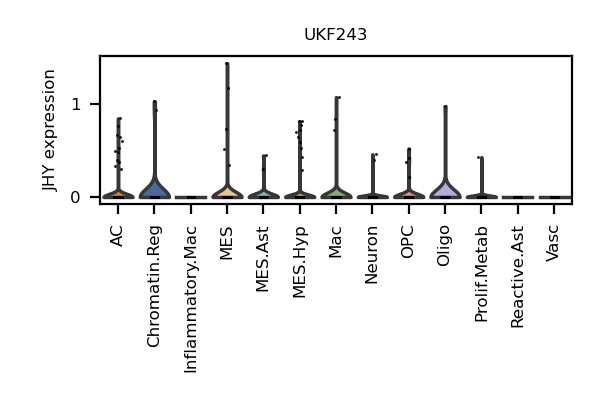 UKF243
JHY expression
1
0
AC
Chromatin.Reg
Inflammatory.Mac
MES
MES.Ast
MES.Hyp
Mac
Neuron
OPC
Oligo
Prolif.Metab
Reactive.Ast
Vasc